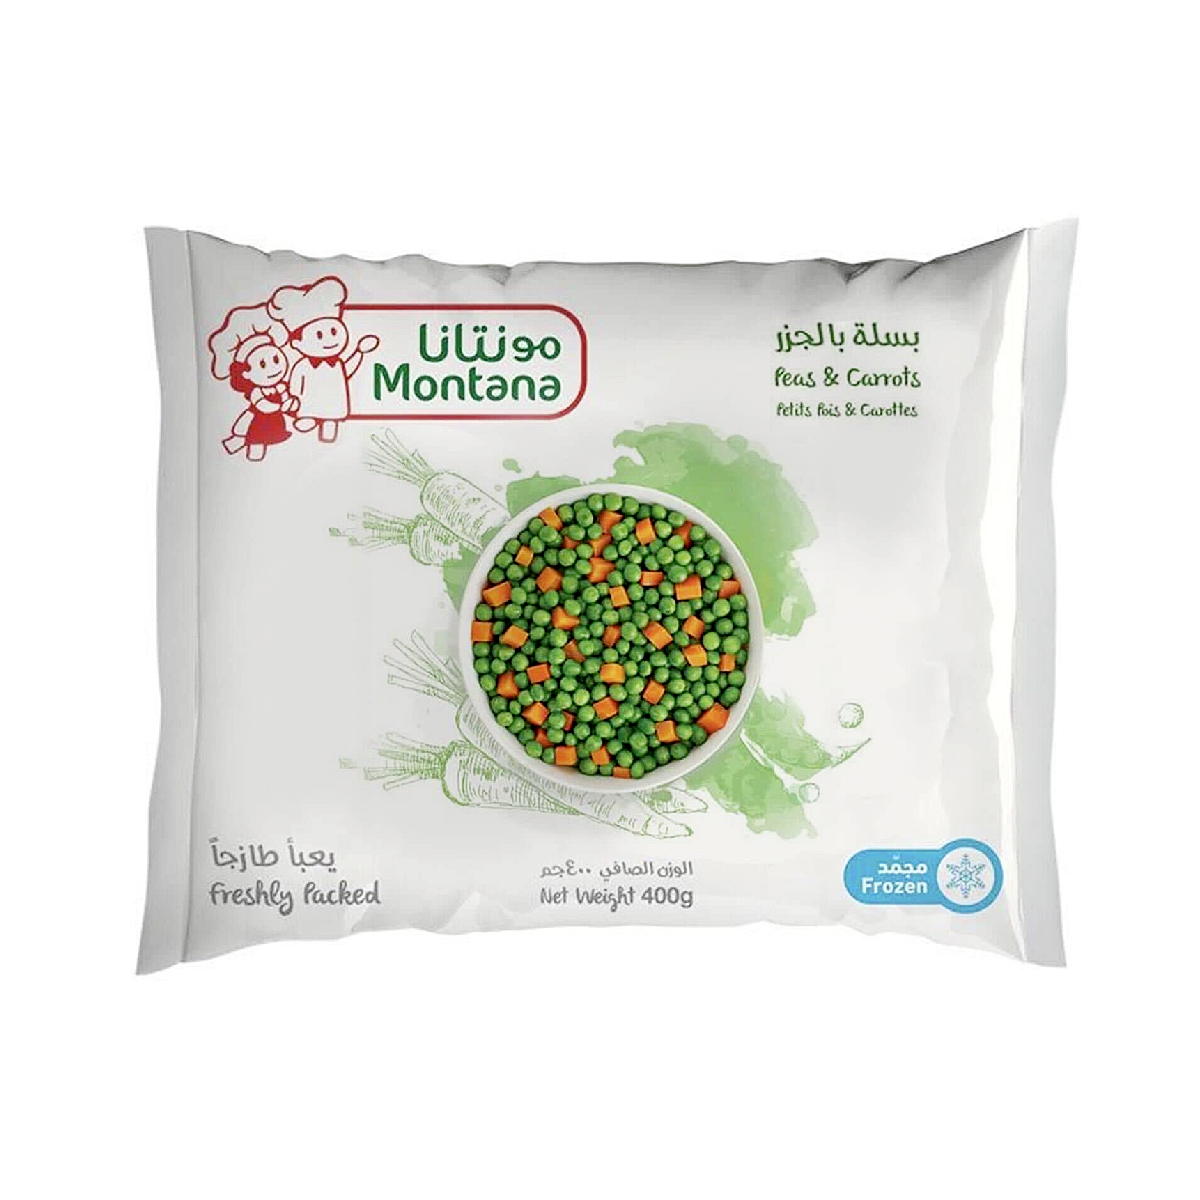 مونتانا
Montana
بسلة بالجزر
Peas & Carrots
Petits Pois & Carottes
يعبأ طازجاً
Freshly Packed
الوزن الصافي ٤٠٠جم
Net Weight 400g
مجمّد
Frozen